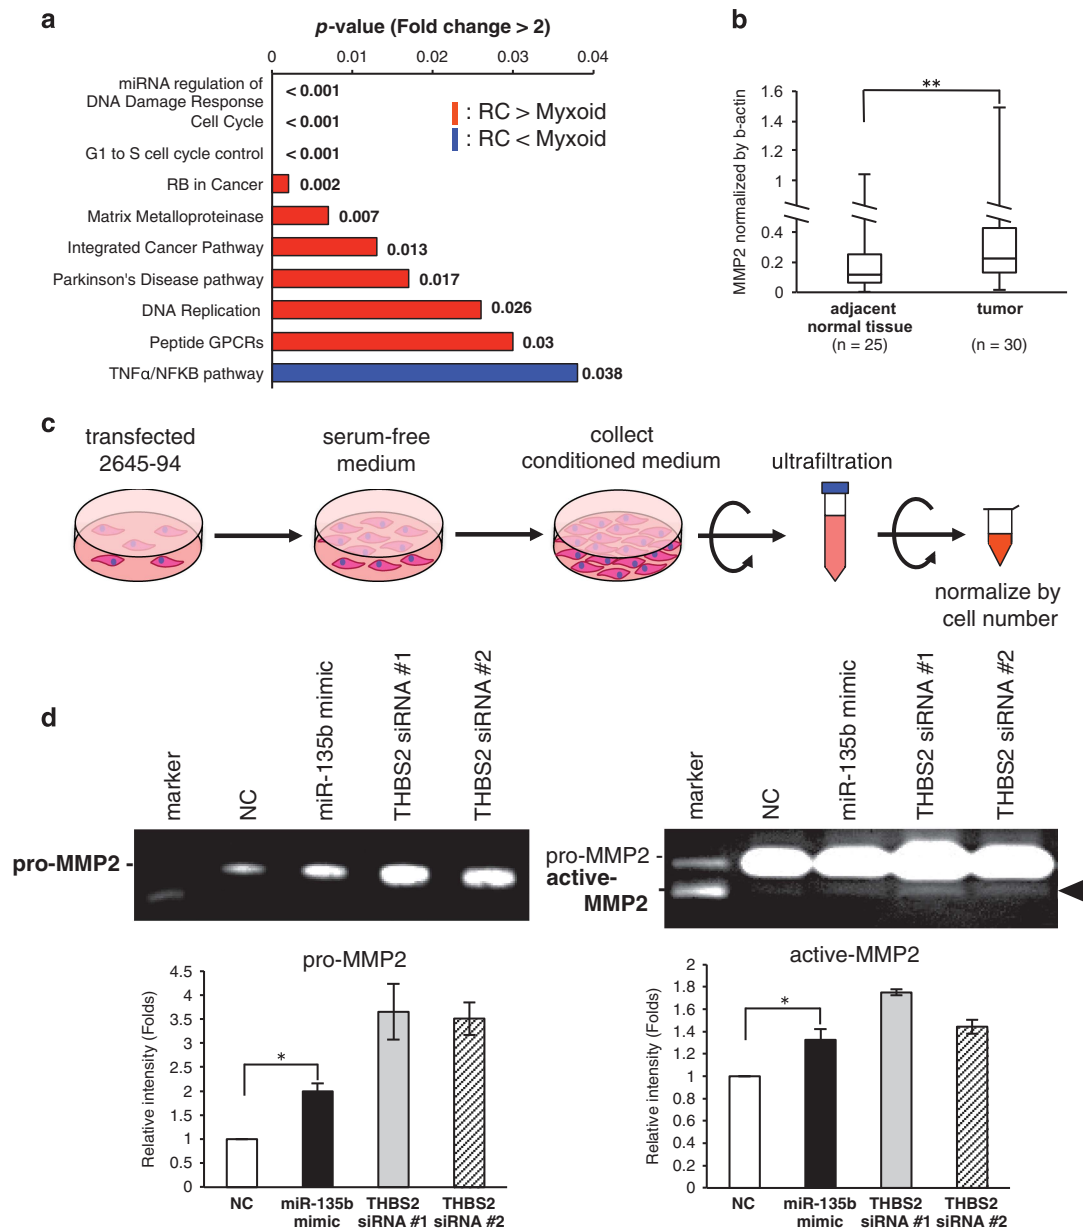 a
p-value (Fold change > 2)
0 0.01 0.02 0.03 0.04
miRNA regulation of
DNA Damage Response
< 0.001
Cell Cycle
< 0.001
G1 to S cell cycle control
< 0.001
RB in Cancer
0.002
Matrix Metalloproteinase
0.007
Integrated Cancer Pathway
0.013
Parkinson's Disease pathway
0.017
DNA Replication
0.026
Peptide GPCRs
0.03
TNFα/NFKB pathway
0.038
: RC > Myxoid
: RC < Myxoid
b
MMP2 normalized by b-actin
1.6
1.4
1.2
1
0.4
0.2
0
**
adjacent
normal tissue
(n = 25)
tumor
(n = 30)
c
transfected
2645-94
serum-free
medium
collect
conditioned medium
ultrafiltration
normalize by
cell number
d
marker
NC
miR-135b mimic
THBS2 siRNA #1
THBS2 siRNA #2
pro-MMP2 -
marker
NC
miR-135b mimic
THBS2 siRNA #1
THBS2 siRNA #2
pro-MMP2 -
active-
MMP2 -
pro-MMP2
Relative intensity (Folds)
4.5
4
3.5
3
2.5
2
1.5
1
0.5
0
*
NC
miR-135b
mimic
THBS2
siRNA #1
THBS2
siRNA #2
active-MMP2
Relative intensity (Folds)
2
1.8
1.6
1.4
1.2
1
0.8
0.6
0.4
0.2
0
*
NC
miR-135b
mimic
THBS2
siRNA #1
THBS2
siRNA #2